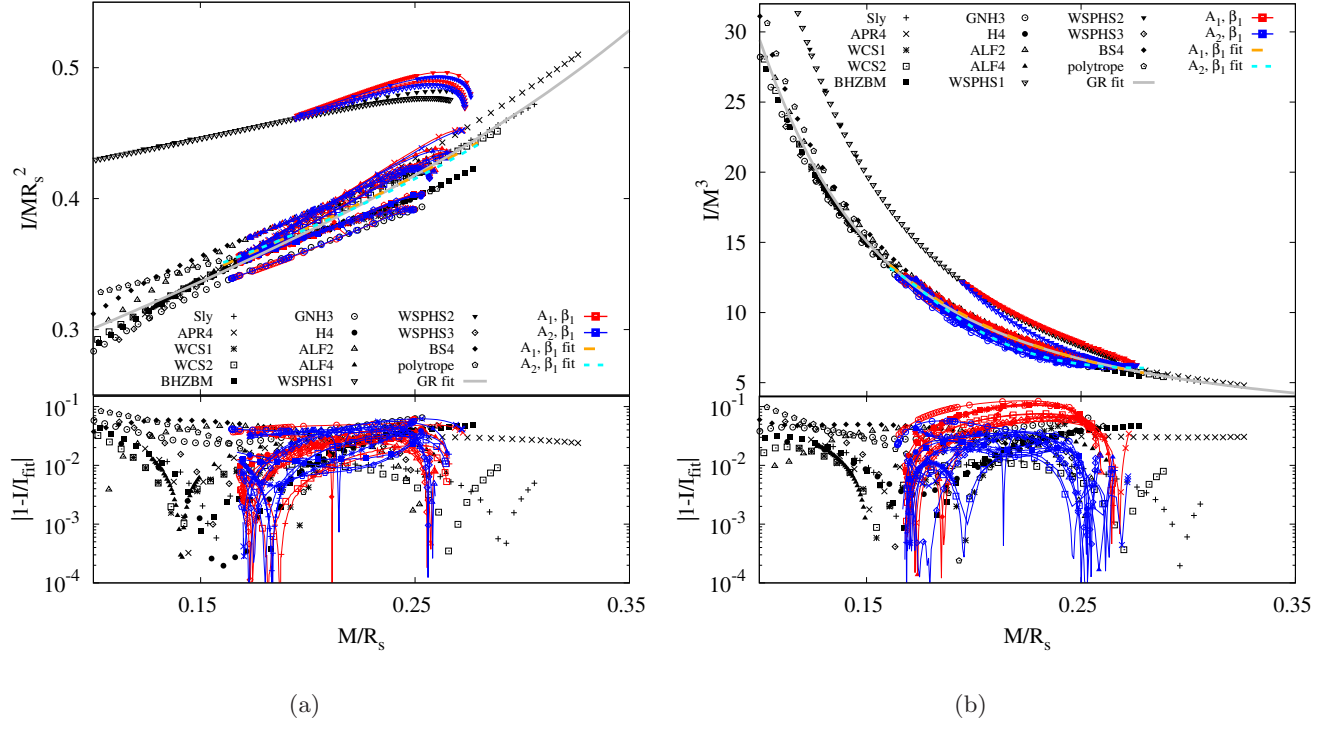 I/MR_s^2
0.5
0.4
0.3
Sly
APR4
WCS1
WCS2
BHZBM
GNH3
H4
ALF2
ALF4
WSPHS1
WSPHS2
WSPHS3
BS4
polytrope
GR fit
A_1, β_1
A_2, β_1
A_1, β_1 fit
A_2, β_1 fit
|1-I/I_fit|
10^-1
10^-2
10^-3
10^-4
0.15
0.25
0.35
M/R_s
(a)
I/M^3
30
25
20
15
10
5
Sly
APR4
WCS1
WCS2
BHZBM
GNH3
H4
ALF2
ALF4
WSPHS1
WSPHS2
WSPHS3
BS4
polytrope
GR fit
A_1, β_1
A_2, β_1
A_1, β_1 fit
A_2, β_1 fit
|1-I/I_fit|
10^-1
10^-2
10^-3
10^-4
0.15
0.25
0.35
M/R_s
(b)